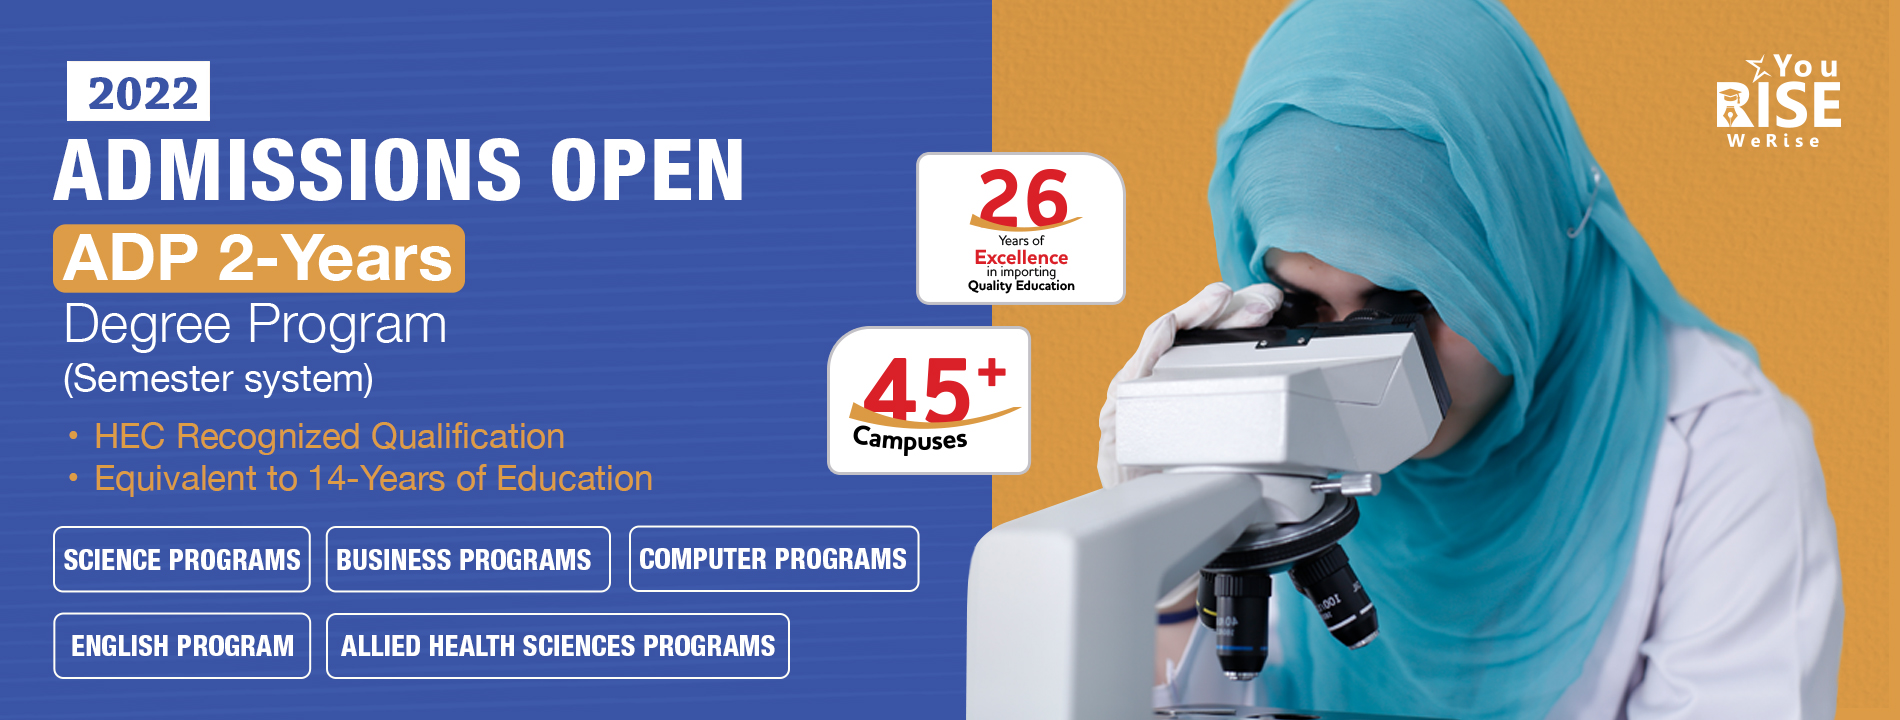 2022
ADMISSIONS OPEN
ADP 2-Years
Degree Program
(Semester system)
• HEC Recognized Qualification
• Equivalent to 14-Years of Education
SCIENCE PROGRAMS
BUSINESS PROGRAMS
COMPUTER PROGRAMS
ENGLISH PROGRAM
ALLIED HEALTH SCIENCES PROGRAMS
26
Years of
Excellence
in importing
Quality Education
45+
Campuses
You
RISE
WeRise